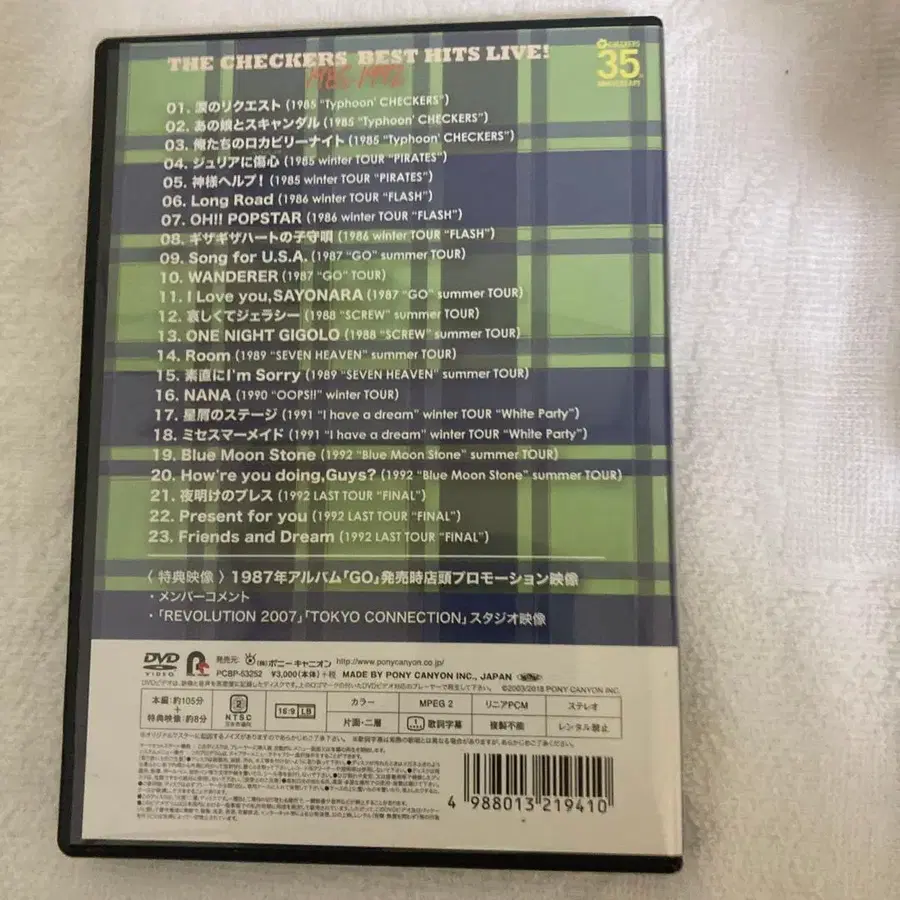 THE CHECKERS BEST HITS LIVE!
CHECKERS
35
ANNIVERSARY
01.涙のリクエスト (1985 "Typhoon' CHECKERS")
02. あの娘とスキャンダル (1985 "Typhoon' CHECKERS")
03. 俺たちのロカビリーナイト (1985 "Typhoon' CHECKERS")
04. ジュリアに傷心 (1985 winter TOUR "PIRATES")
05. 神様ヘルプ! (1985 winter TOUR "PIRATES")
06. Long Road (1986 winter TOUR "FLASH")
07. OH!! POPSTAR (1986 winter TOUR "FLASH")
08. ギザギザハートの子守唄 (1986 winter TOUR "FLASH")
09. Song for U.S.A. (1987 "GO" summer TOUR)
10. WANDERER (1987 "GO" TOUR)
11. I Love you,SAYONARA (1987 "GO" summer TOUR)
12. 哀しくてジェラシー (1988 "SCREW" summer TOUR)
13. ONE NIGHT GIGOLO (1988 "SCREW" summer TOUR)
14. Room (1989 "SEVEN HEAVEN" summer TOUR)
15. 素直にI'm Sorry (1989 "SEVEN HEAVEN" summer TOUR)
16. NANA (1990 "OOPS!!" winter TOUR)
17. 星屑のステージ (1991 "I have a dream" winter TOUR "White Party")
18. ミセスマーメイド (1991 "I have a dream" winter TOUR "White Party")
19. Blue Moon Stone (1992 "Blue Moon Stone" summer TOUR)
20. How're you doing,Guys? (1992 "Blue Moon Stone" summer TOUR)
21. 夜明けのブレス (1992 LAST TOUR "FINAL")
22. Present for you (1992 LAST TOUR "FINAL")
23. Friends and Dream (1992 LAST TOUR "FINAL")
〈 特典映像 〉 1987年アルバム「GO」発売時店頭プロモーション映像
・メンバーコメント
・「REVOLUTION 2007」「TOKYO CONNECTION」スタジオ映像
DVD VIDEO
発売元: (株)ポニーキャニオン http://www.ponycanyon.co.jp/
PCBP-53252 ¥3,000(本体)+税 MADE BY PONY CANYON INC., JAPAN
©2003/2018 PONY CANYON INC.
本編:約105分
+
特典映像:約8分
2
NTSC
日本市場向
16:9 LB
カラー
MPEG 2
リニアPCM
ステレオ
片面・二層
歌詞字幕
複製不能
レンタル禁止
4 988013 219410